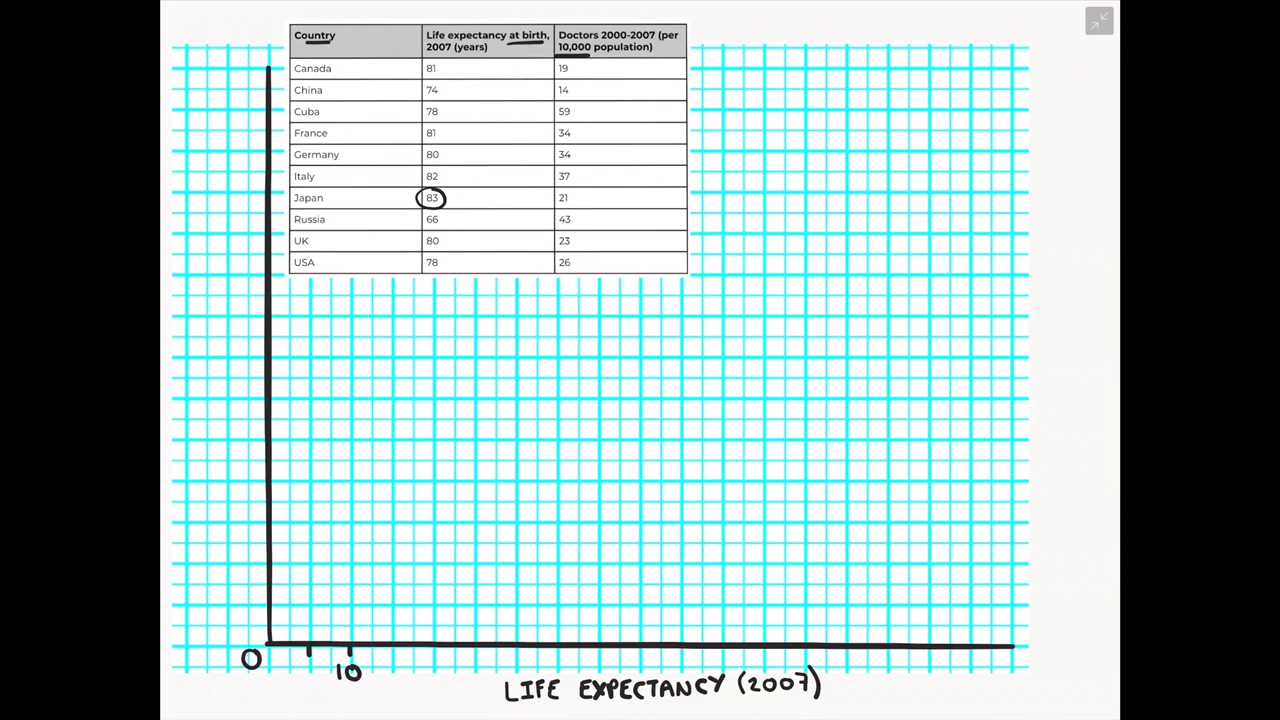 Country Life expectancy at birth, 2007 (years) Doctors 2000-2007 (per 10,000 population)
Canada 81 19
China 74 14
Cuba 78 59
France 81 34
Germany 80 34
Italy 82 37
Japan 83 21
Russia 66 43
UK 80 23
USA 78 26
0
10
LIFE EXPECTANCY (2007)